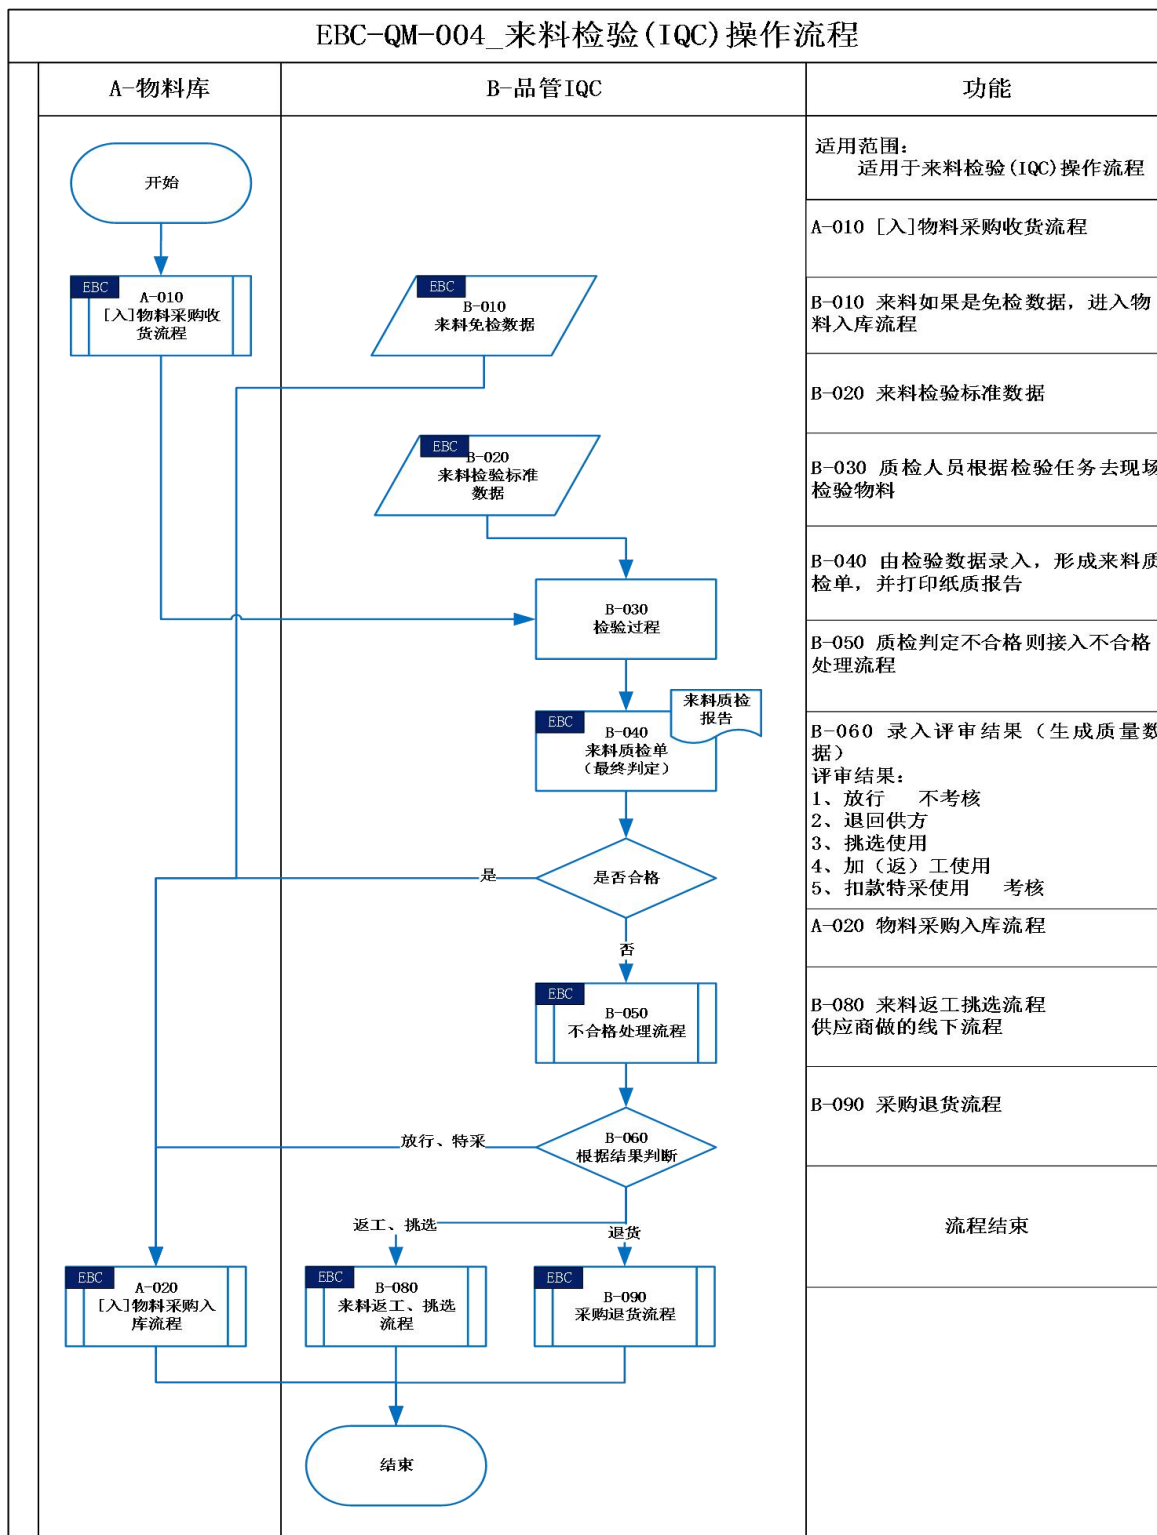 EBC-QM-004_来料检验(IQC)操作流程
A-物料库
B-品管IQC
功能
适用范围：
适用于来料检验(IQC)操作流程
开始
A-010 [入]物料采购收货流程
EBC
A-010
[入]物料采购收
货流程
EBC
B-010
来料免检数据
B-010 来料如果是免检数据，进入物
料入库流程
B-020 来料检验标准数据
EBC
B-020
来料检验标准
数据
B-030 质检人员根据检验任务去现场
检验物料
B-040 由检验数据录入，形成来料质
检单，并打印纸质报告
B-030
检验过程
B-050 质检判定不合格则接入不合格
处理流程
来料质检
报告
EBC
B-040
来料质检单
（最终判定）
B-060 录入评审结果（生成质量数
据）
评审结果：
1、放行 不考核
2、退回供方
3、挑选使用
4、加（返）工使用
5、扣款特采使用 考核
是否合格
是
否
A-020 物料采购入库流程
EBC
B-050
不合格处理流程
B-080 来料返工挑选流程
供应商做的线下流程
B-090 采购退货流程
放行、特采
B-060
根据结果判断
返工、挑选
退货
流程结束
EBC
A-020
[入]物料采购入
库流程
EBC
B-080
来料返工、挑选
流程
EBC
B-090
采购退货流程
结束